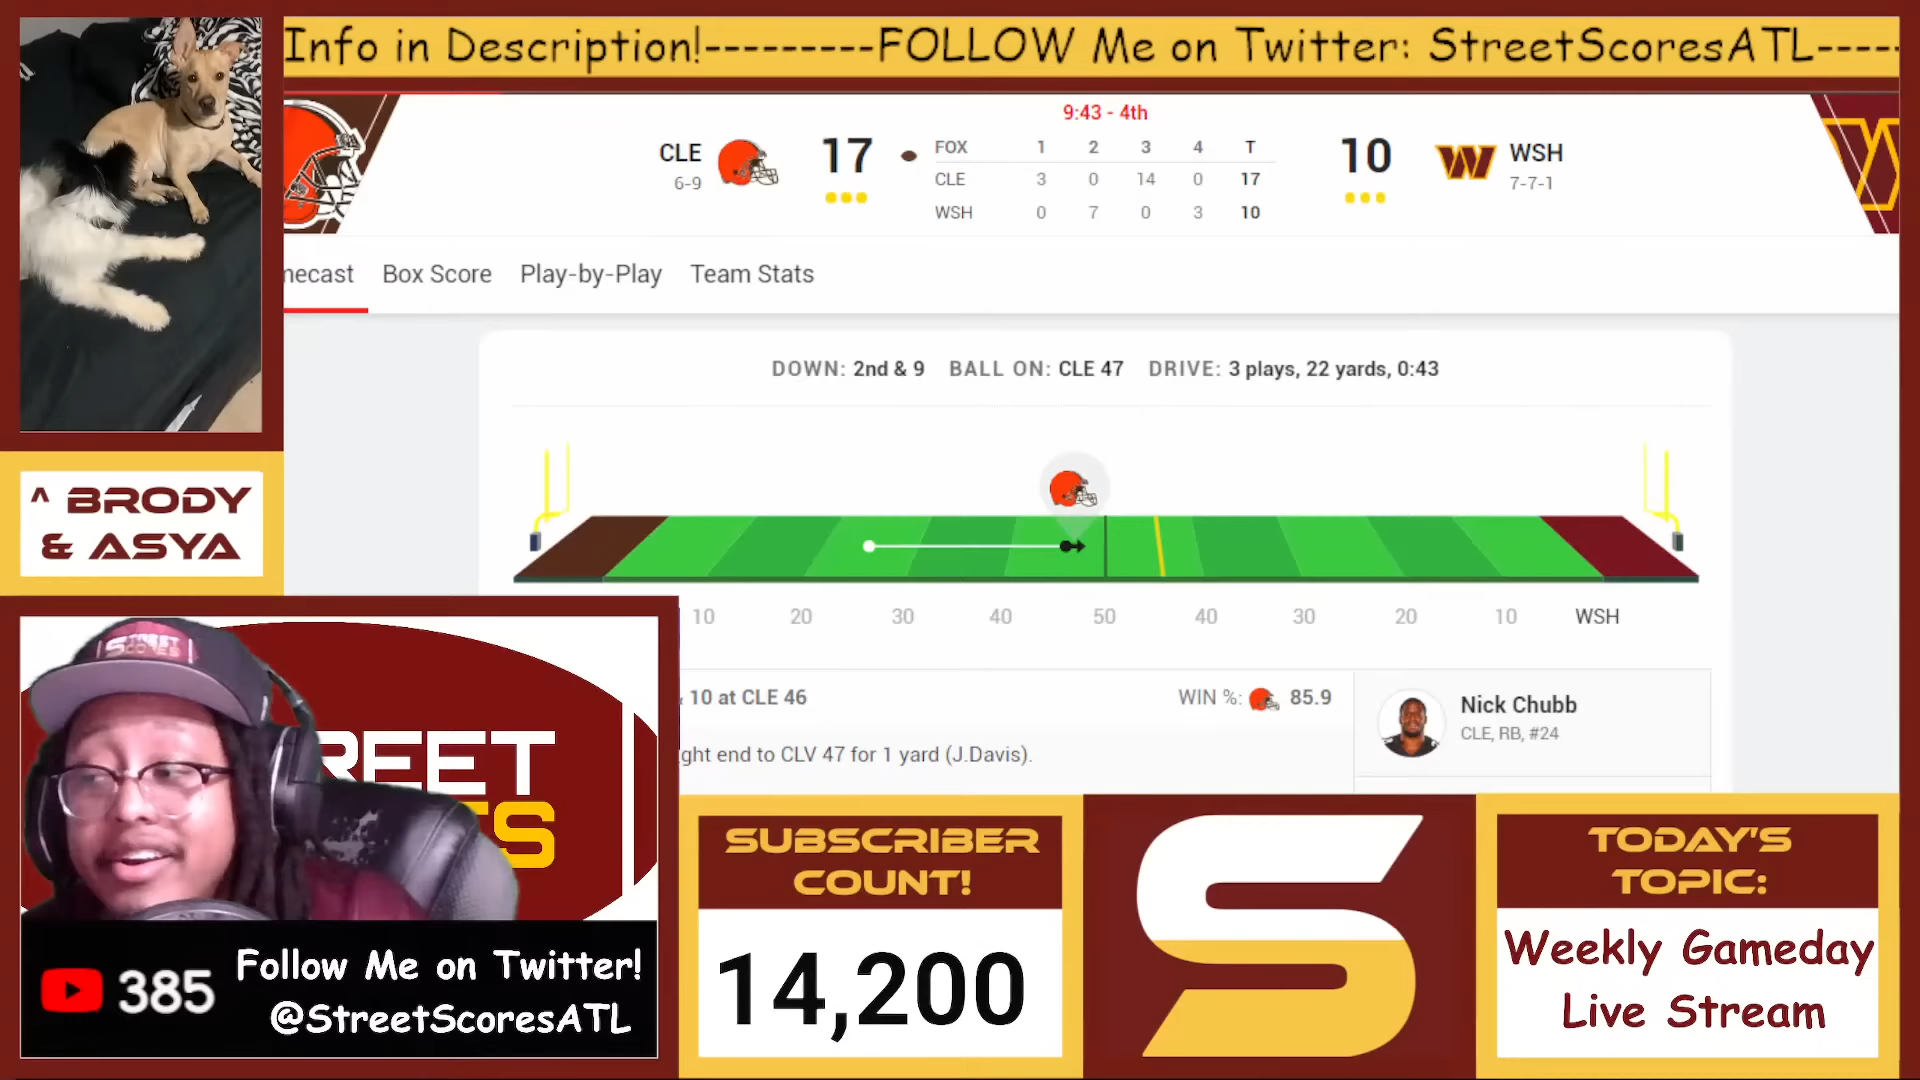 Info in Description!---------FOLLOW Me on Twitter: StreetScoresATL-----
9:43 - 4th
CLE
6-9
17
FOX 1 2 3 4 T
CLE 3 0 14 0 17
WSH 0 7 0 3 10
10
WSH
7-7-1
necast Box Score Play-by-Play Team Stats
DOWN: 2nd & 9 BALL ON: CLE 47 DRIVE: 3 plays, 22 yards, 0:43
10 20 30 40 50 40 30 20 10 WSH
10 at CLE 46
WIN %: 85.9
ght end to CLV 47 for 1 yard (J.Davis).
Nick Chubb
CLE, RB, #24
^ BRODY
& ASYA
STREET
SCORES
REET
ES
385
Follow Me on Twitter!
@StreetScoresATL
SUBSCRIBER
COUNT!
14,200
S
TODAY'S
TOPIC:
Weekly Gameday
Live Stream